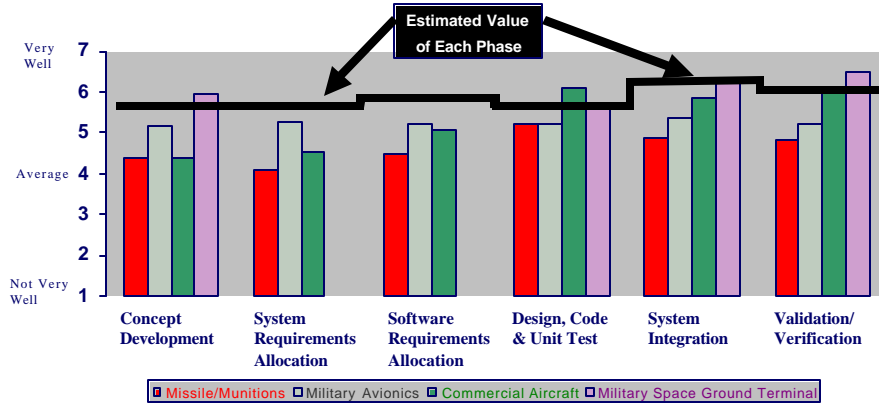 Estimated Value
of Each Phase
Very
Well
7
6
5
Average
4
3
2
Not Very
Well
1
Concept
Development
System
Requirements
Allocation
Software
Requirements
Allocation
Design, Code
& Unit Test
System
Integration
Validation/
Verification
Missile/Munitions Military Avionics Commercial Aircraft Military Space Ground Terminal